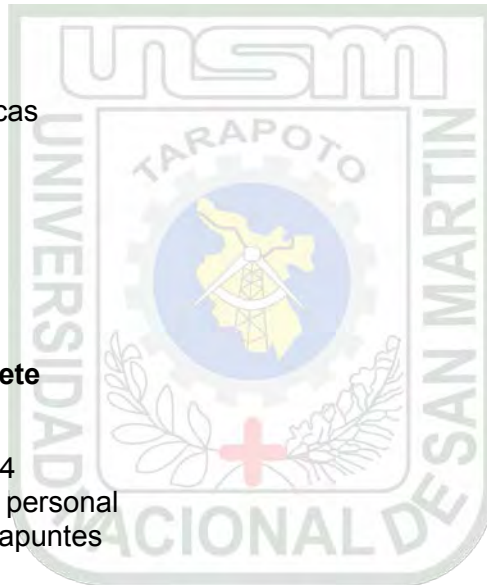 unsm
cas
TARAPOTO
UNIVERSIDAD NACIONAL DE SAN MARTIN
ete
4
personal
apuntes